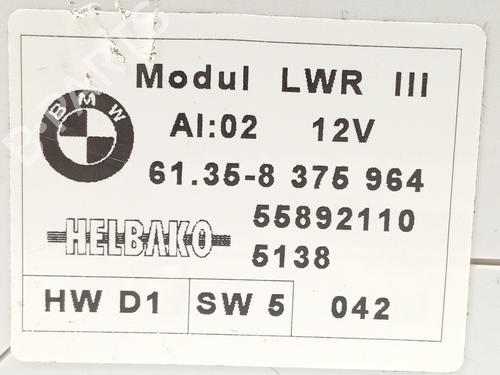 Modul LWR III
BMW
AI:02 12V
61.35-8 375 964
55892110
HELBAKO
5138
HW D1 SW 5 042